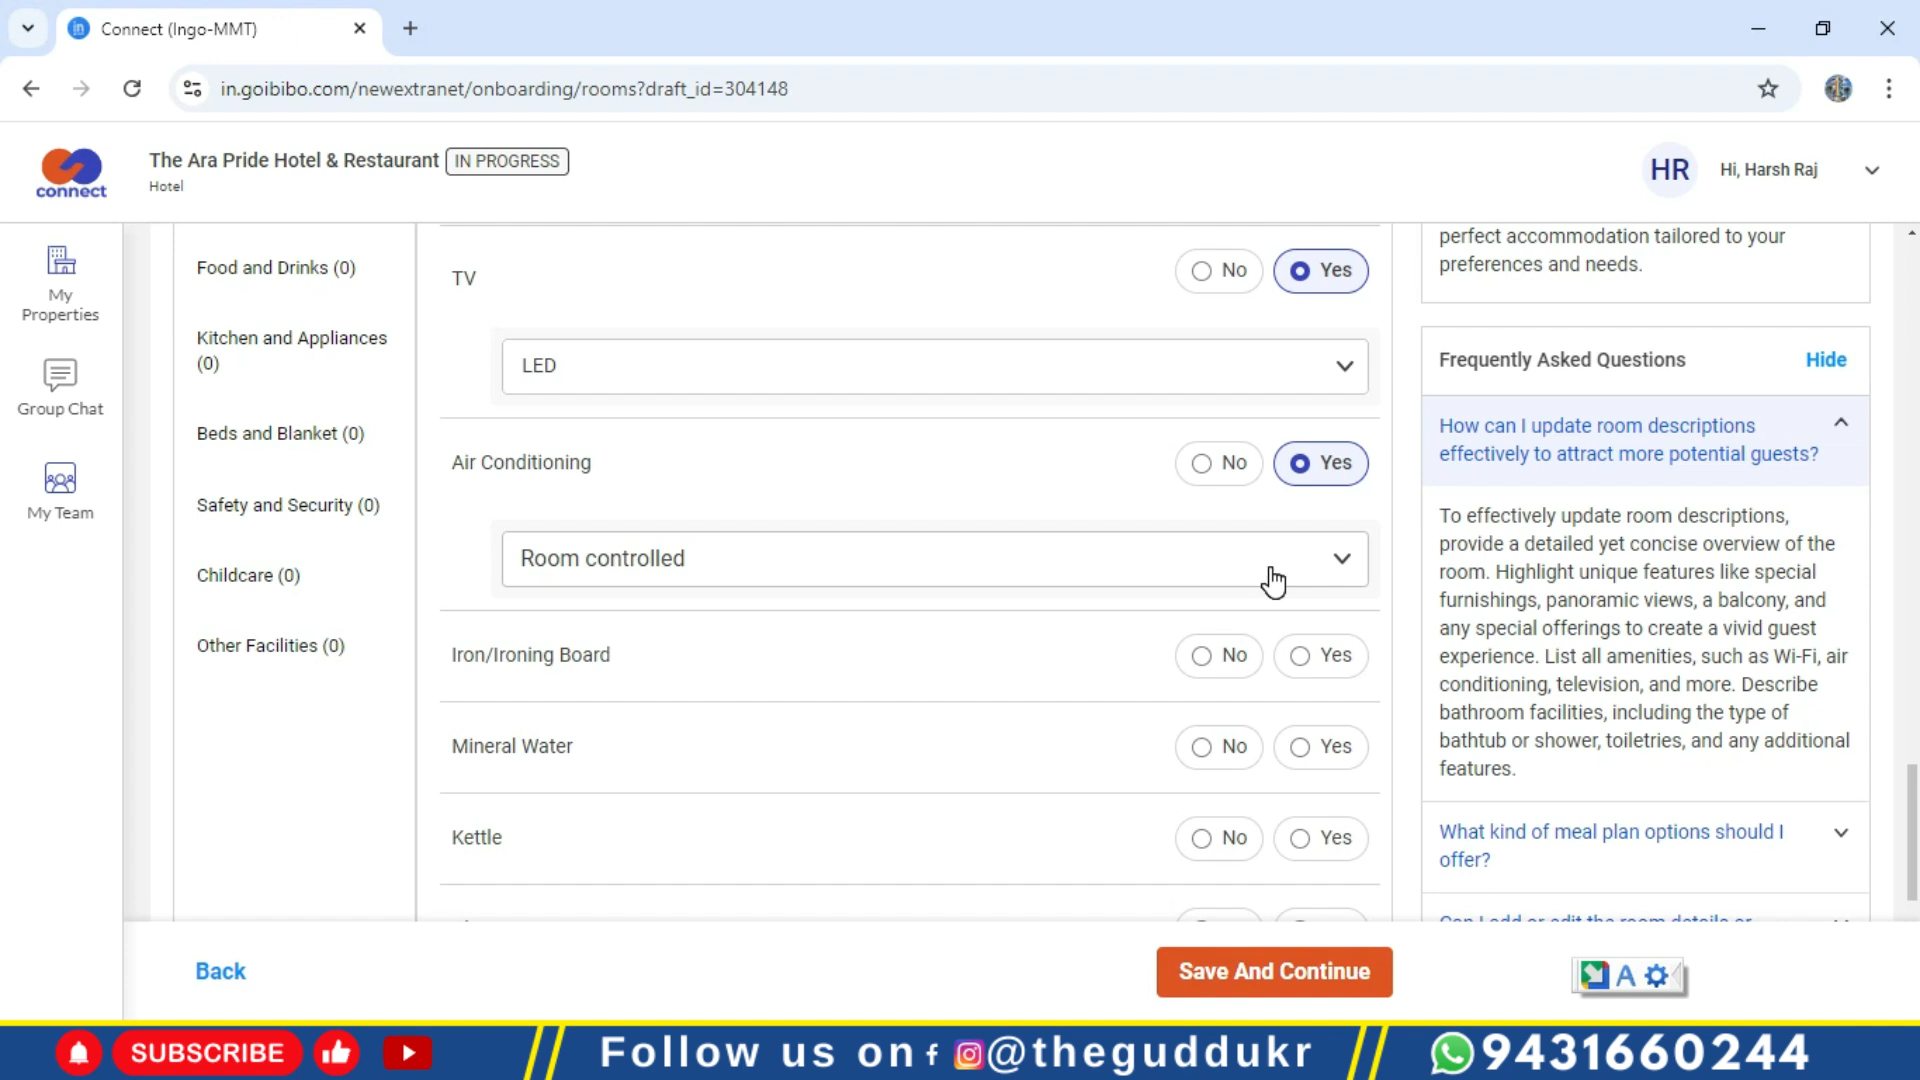 Connect (Ingo-MMT)
in.goibibo.com/newextranet/onboarding/rooms?draft_id=304148
connect
The Ara Pride Hotel & Restaurant IN PROGRESS
Hotel
HR Hi, Harsh Raj
My
Properties
Group Chat
My Team
Food and Drinks (0)
Kitchen and Appliances
(0)
Beds and Blanket (0)
Safety and Security (0)
Childcare (0)
Other Facilities (0)
TV No Yes
LED
Air Conditioning No Yes
Room controlled
Iron/Ironing Board No Yes
Mineral Water No Yes
Kettle No Yes
perfect accommodation tailored to your
preferences and needs.
Frequently Asked Questions Hide
How can I update room descriptions
effectively to attract more potential guests?
To effectively update room descriptions,
provide a detailed yet concise overview of the
room. Highlight unique features like special
furnishings, panoramic views, a balcony, and
any special offerings to create a vivid guest
experience. List all amenities, such as Wi-Fi, air
conditioning, television, and more. Describe
bathroom facilities, including the type of
bathtub or shower, toiletries, and any additional
features.
What kind of meal plan options should I
offer?
Can I add or edit the room details or
Back
Save And Continue
A
SUBSCRIBE
Follow us on @theguddukr
9431660244